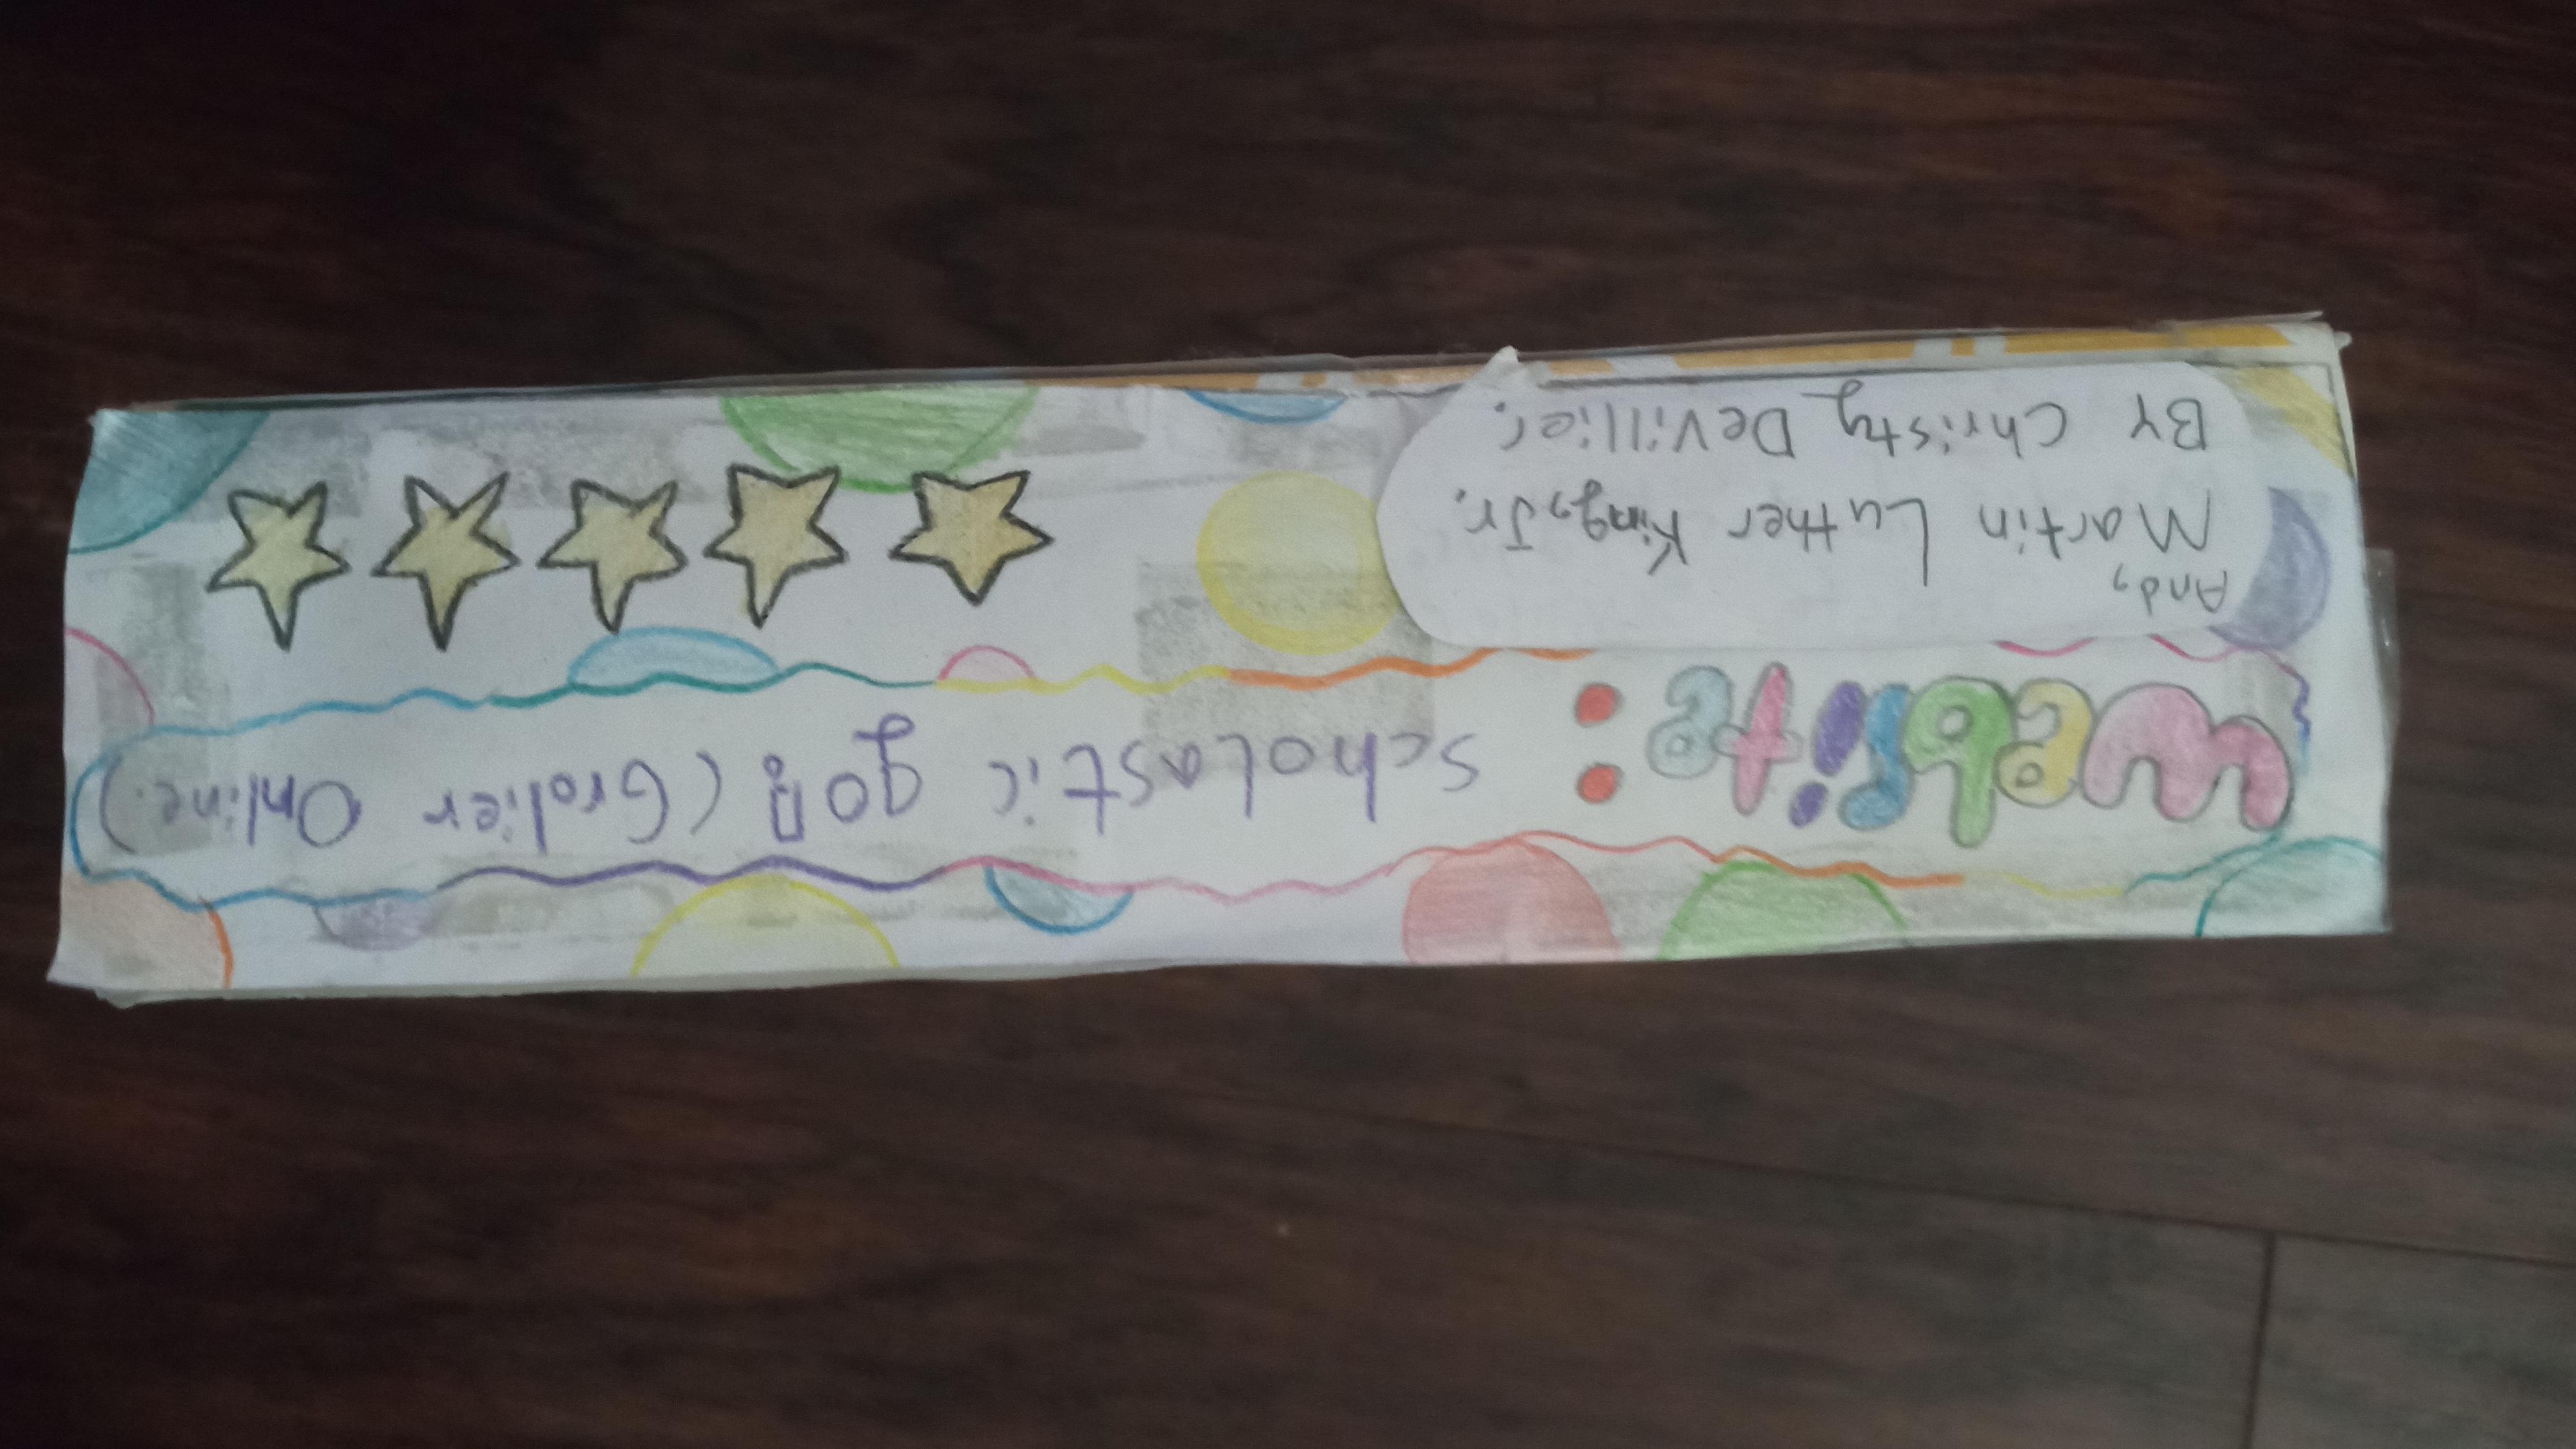 website: scholastic go!! (Grolier Online.)
And,
Martin Luther King, Jr.
By Christy Devillier.